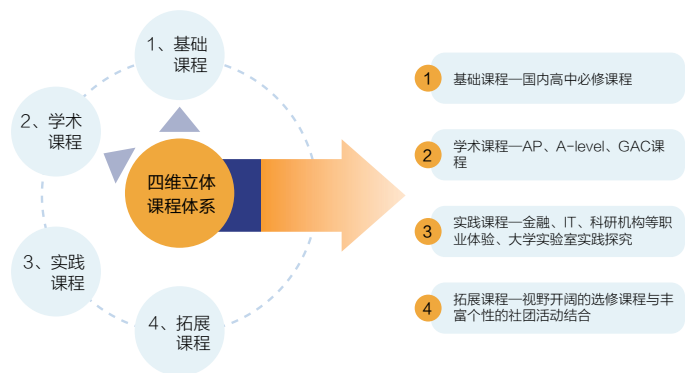 1、基础
课程
2、学术
课程
四维立体
课程体系
3、实践
课程
4、拓展
课程
1
基础课程—国内高中必修课程
2
学术课程—AP、A-level、GAC课
程
3
实践课程—金融、IT、科研机构等职
业体验、大学实验室实践探究
4
拓展课程—视野开阔的选修课程与丰
富个性的社团活动结合